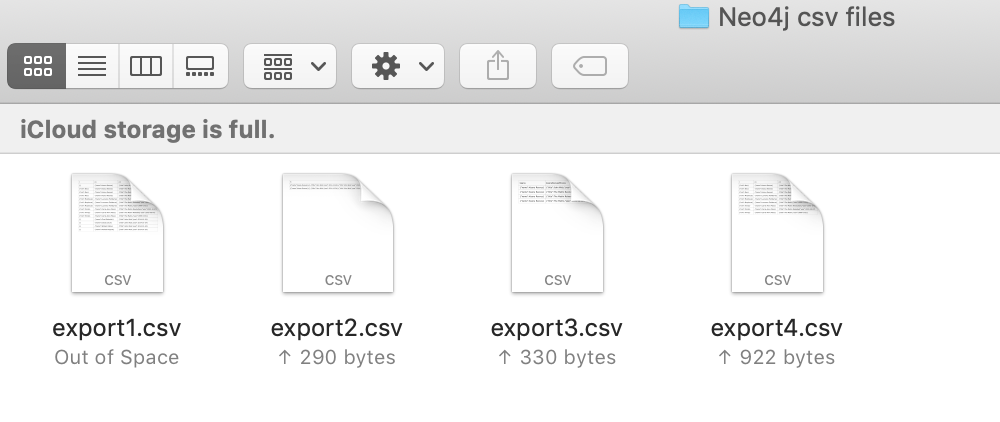 Neo4j csv files
iCloud storage is full.
CSV
CSV
CSV
CSV
export1.csv
export2.csv
export3.csv
export4.csv
Out of Space
↑ 290 bytes
↑ 330 bytes
↑ 922 bytes